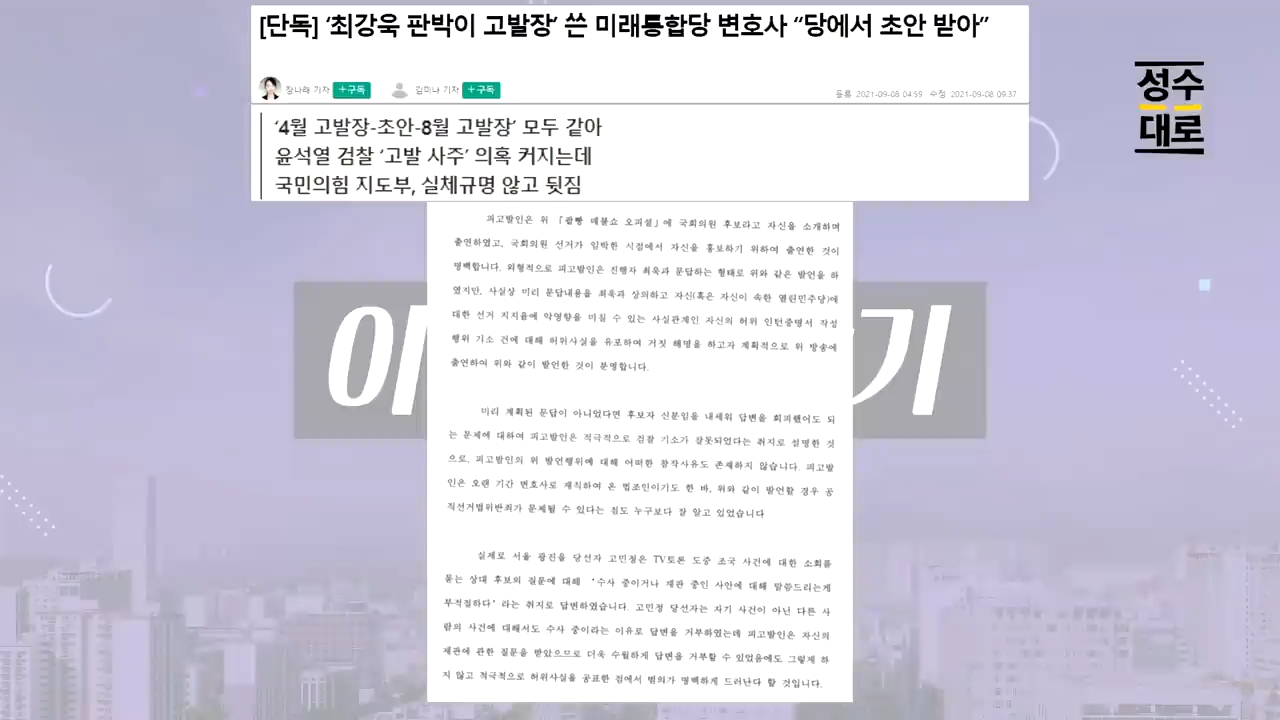 [단독] ‘최강욱 판박이 고발장’ 쓴 미래통합당 변호사 “당에서 초안 받아”
장나래 기자 +구독 김미나 기자 +구독
등록 2021-09-08 04:59 수정 2021-09-08 09:37
성수
대로
‘4월 고발장-초안-8월 고발장’ 모두 같아
윤석열 검찰 ‘고발 사주’ 의혹 커지는데
국민의힘 지도부, 실체규명 않고 뒷짐
피고발인은 위 「팔빵 떼불쇼 오피셜」에 국회의원 후보라고 자신을 소개하며
출연하였고, 국회의원 선거가 임박한 시점에서 자신을 홍보하기 위하여 출연한 것이
명백합니다. 외형적으로 피고발인은 진행자 최욱과 문답하는 형태로 위와 같은 발언을 하
였지만, 사실상 미리 문답내용을 최욱과 상의하고 자신(혹은 자신이 속한 열린민주당)에
대한 선거 지지율에 악영향을 미칠 수 있는 사실관계인 자신의 허위 인턴증명서 작성
행위 기소 건에 대해 허위사실을 유포하여 거짓 해명을 하고자 계획적으로 위 방송에
출연하여 위와 같이 발언한 것이 분명합니다.
미리 계획된 문답이 아니었다면 후보자 신분임을 내세워 답변을 회피했어도 되
는 문제에 대하여 피고발인은 적극적으로 검찰 기소가 잘못되었다는 취지로 설명한 것
으로, 피고발인의 위 발언행위에 대해 어떠한 참작사유도 존재하지 않습니다. 피고발
인은 오랜 기간 변호사로 재직하여 온 법조인이기도 한 바, 위와 같이 발언할 경우 공
직선거법위반죄가 문제될 수 있다는 점도 누구보다 잘 알고 있었습니다
실제로 서울 광진을 당선자 고민정은 TV토론 도중 조국 사건에 대한 소회를
묻는 상대 후보의 질문에 대해 ‘수사 중이거나 재판 중인 사안에 대해 말씀드리는게
부적절하다’ 라는 취지로 답변하였습니다. 고민정 당선자는 자기 사건이 아닌 다른 사
람의 사건에 대해서도 수사 중이라는 이유로 답변을 거부하였는데 피고발인은 자신의
재판에 관한 질문을 받았으므로 더욱 수월하게 답변을 거부할 수 있었음에도 그렇게 하
지 않고 적극적으로 허위사실을 공표한 점에서 범의가 명백하게 드러난다 할 것입니다.